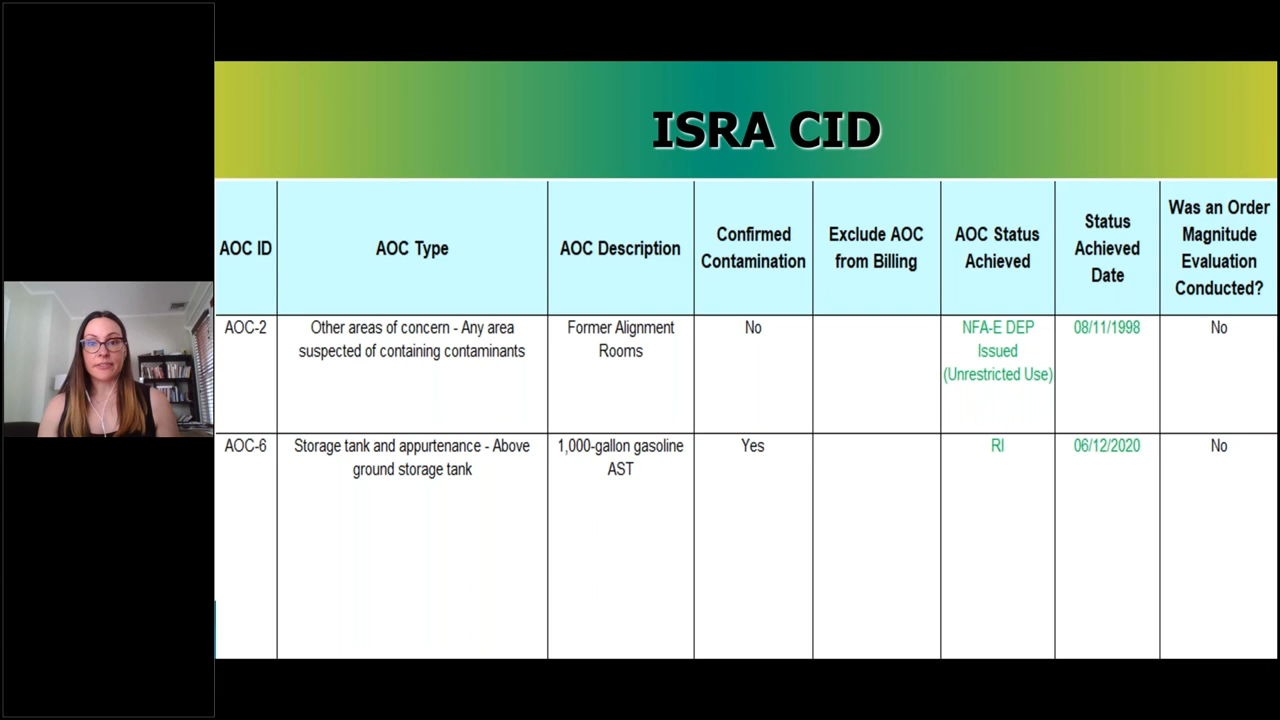 ISRA CID
AOC ID
AOC Type
AOC Description
Confirmed
Contamination
Exclude AOC
from Billing
AOC Status
Achieved
Status
Achieved
Date
Was an Order
Magnitude
Evaluation
Conducted?
AOC-2
Other areas of concern - Any area
suspected of containing contaminants
Former Alignment
Rooms
No
NFA-E DEP
Issued
(Unrestricted Use)
08/11/1998
No
AOC-6
Storage tank and appurtenance - Above
ground storage tank
1,000-gallon gasoline
AST
Yes
RI
06/12/2020
No